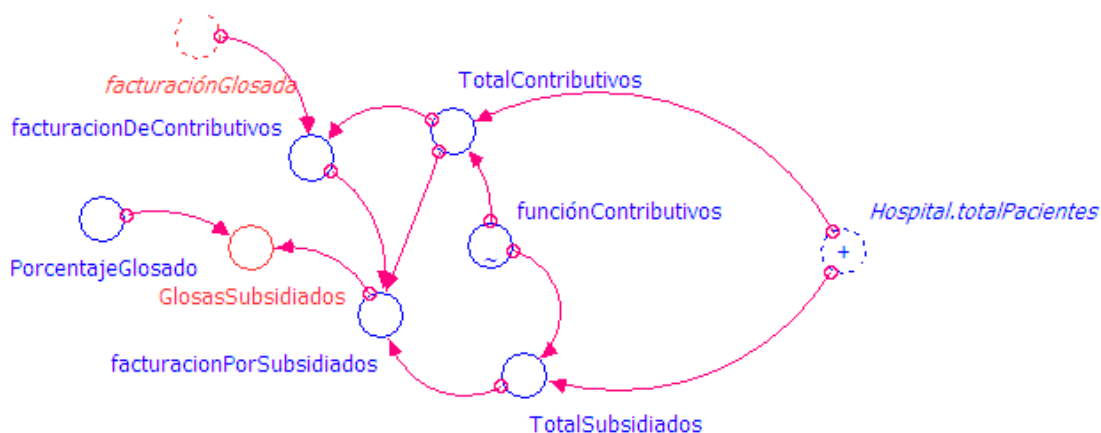 facturaciónGlosada
TotalContributivos
facturacionDeContributivos
funciónContributivos
Hospital.totalPacientes
PorcentajeGlosado
~
+
GlosasSubsidiados
facturacionPorSubsidiados
TotalSubsidiados